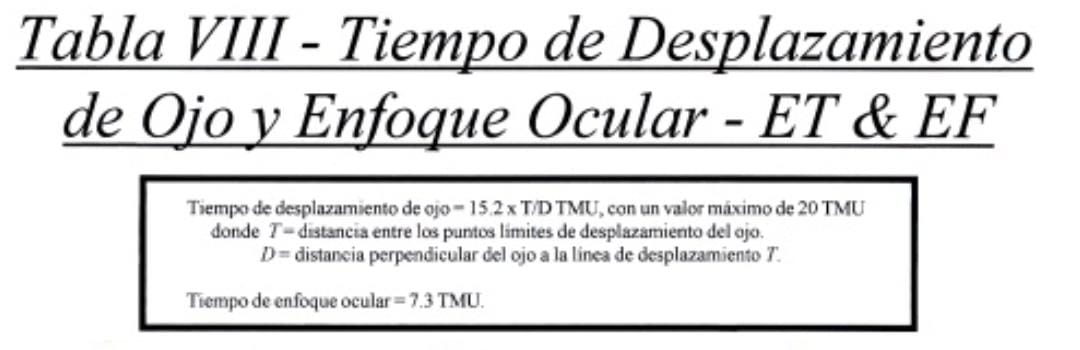 Tabla VIII - Tiempo de Desplazamiento
de Ojo y Enfoque Ocular - ET & EF
Tiempo de desplazamiento de ojo = 15.2 x T/D TMU, con un valor máximo de 20 TMU
donde T = distancia entre los puntos límites de desplazamiento del ojo.
D = distancia perpendicular del ojo a la línea de desplazamiento T.
Tiempo de enfoque ocular = 7.3 TMU.